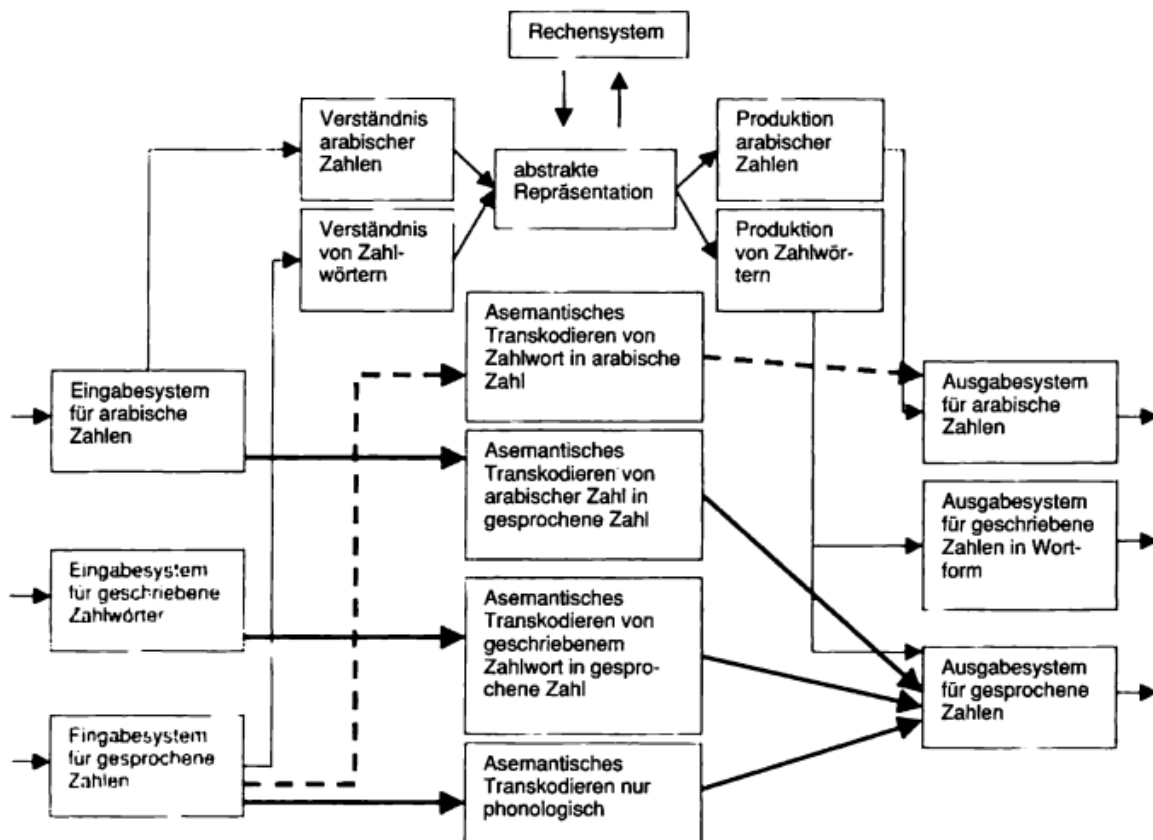 Rechensystem
Verständnis
arabischer
Zahlen
abstrakte
Repräsentation
Produktion
arabischer
Zahlen
Verständnis
von Zahl-
wörtern
Produktion
von Zahlwör-
tern
Asemantisches
Transkodieren von
Zahlwort in arabische
Zahl
Eingabesystem
für arabische
Zahlen
Ausgabesystem
für arabische
Zahlen
Asemantisches
Transkodieren von
arabischer Zahl in
gesprochene Zahl
Ausgabesystem
für geschriebene
Zahlen in Wort-
form
Eingabesystem
für geschriebene
Zahlwörter
Asemantisches
Transkodieren von
geschriebenem
Zahlwort in gespro-
chene Zahl
Ausgabesystem
für gesprochene
Zahlen
Eingabesystem
für gesprochene
Zahlen
Asemantisches
Transkodieren nur
phonologisch